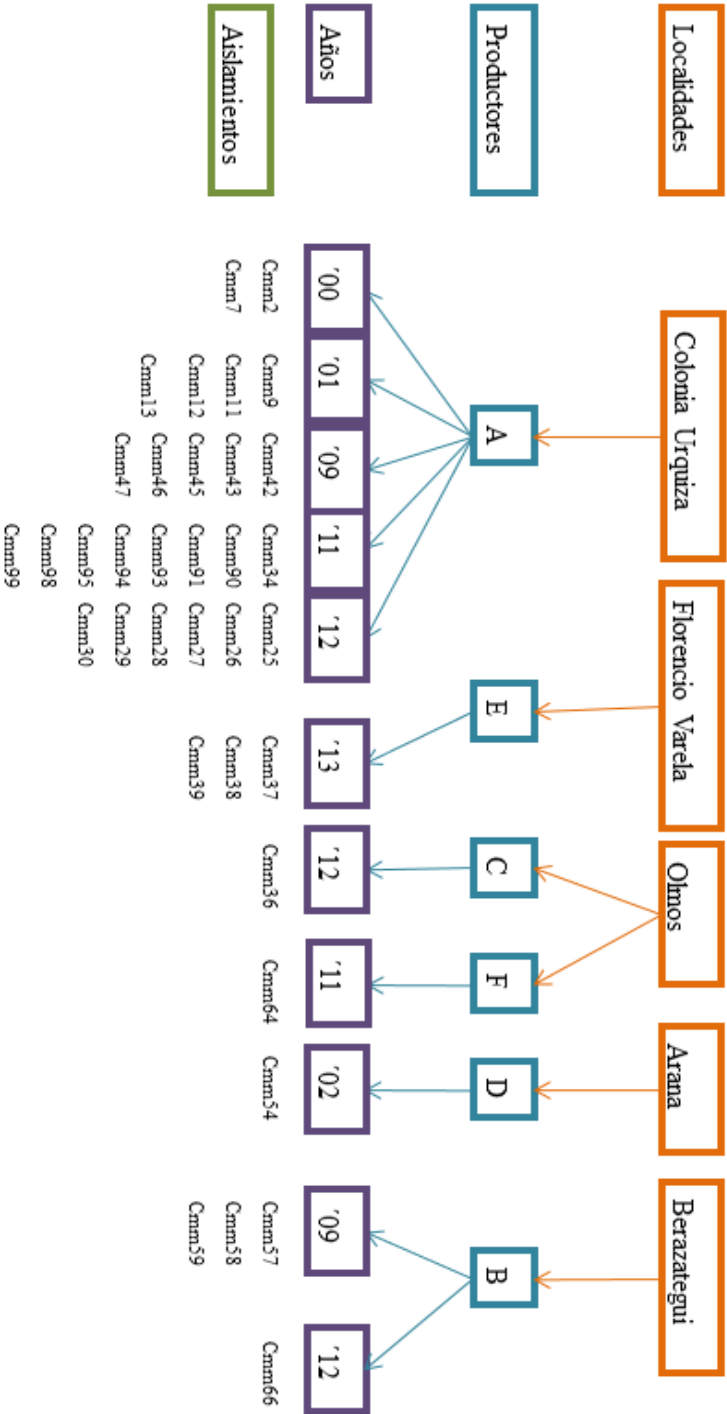 Localidades
Colonia Urquiza
Florencio Varela
Olmos
Arana
Berazategui
Productores
A
E
C
F
D
B
Años
´00
´01
´09
´11
´12
´13
´12
´11
´02
´09
´12
Aislamientos
Cmm2
Cmm7
Cmm9
Cmm11
Cmm12
Cmm13
Cmm42
Cmm43
Cmm45
Cmm46
Cmm47
Cmm34
Cmm90
Cmm91
Cmm93
Cmm94
Cmm95
Cmm98
Cmm99
Cmm25
Cmm26
Cmm27
Cmm28
Cmm29
Cmm30
Cmm37
Cmm38
Cmm39
Cmm36
Cmm64
Cmm54
Cmm57
Cmm58
Cmm59
Cmm66